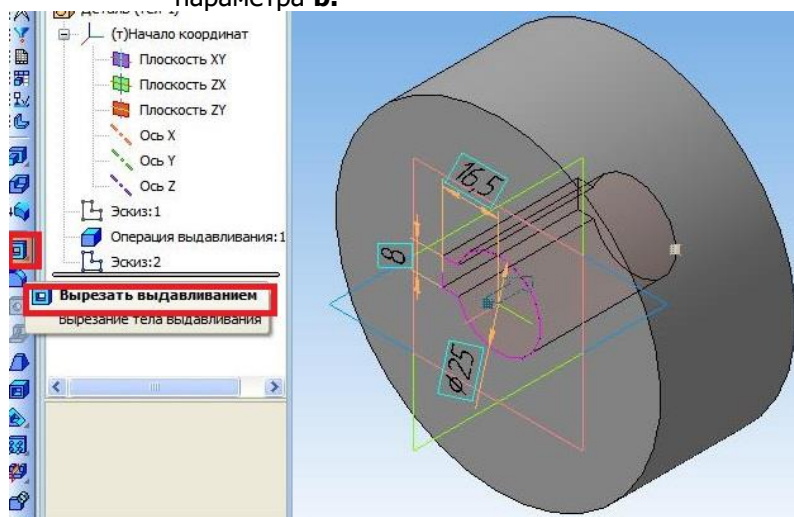 параметра b.
Деталь (Тел-1)
(т)Начало координат
Плоскость XY
Плоскость ZX
Плоскость ZY
Ось X
Ось Y
Ось Z
Эскиз:1
Операция выдавливания:1
Эскиз:2
Вырезать выдавливанием
Вырезание тела выдавливания
16,5
8
⌀25